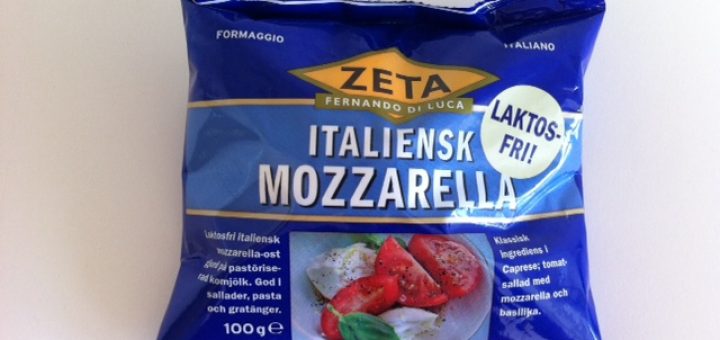 FORMAGGIO
ITALIANO
ZETA
FERNANDO DI LUCA
LAKTOS-
FRI!
ITALIENSK
MOZZARELLA
Laktosfri italiensk
mozzarella-ost
gjord på pastörise-
rad komjölk. God i
sallader, pasta
och gratänger.
100 g e
Klassisk
ingrediens i
Caprese; tomat-
sallad med
mozzarella och
basilika.